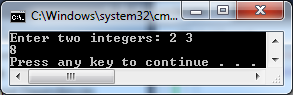 C:\Windows\system32\cm...
Enter two integers: 2 3
8
Press any key to continue . . .